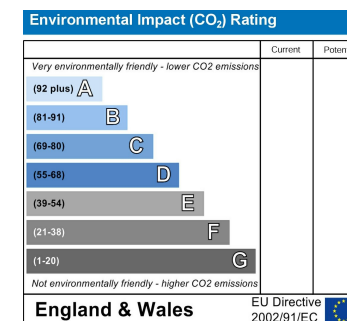 Environmental Impact (CO₂) Rating
Current Poten
Very environmentally friendly - lower CO2 emissions
(92 plus) A
(81-91) B
(69-80) C
(55-68) D
(39-54) E
(21-38) F
(1-20) G
Not environmentally friendly - higher CO2 emissions
England & Wales
EU Directive
2002/91/EC